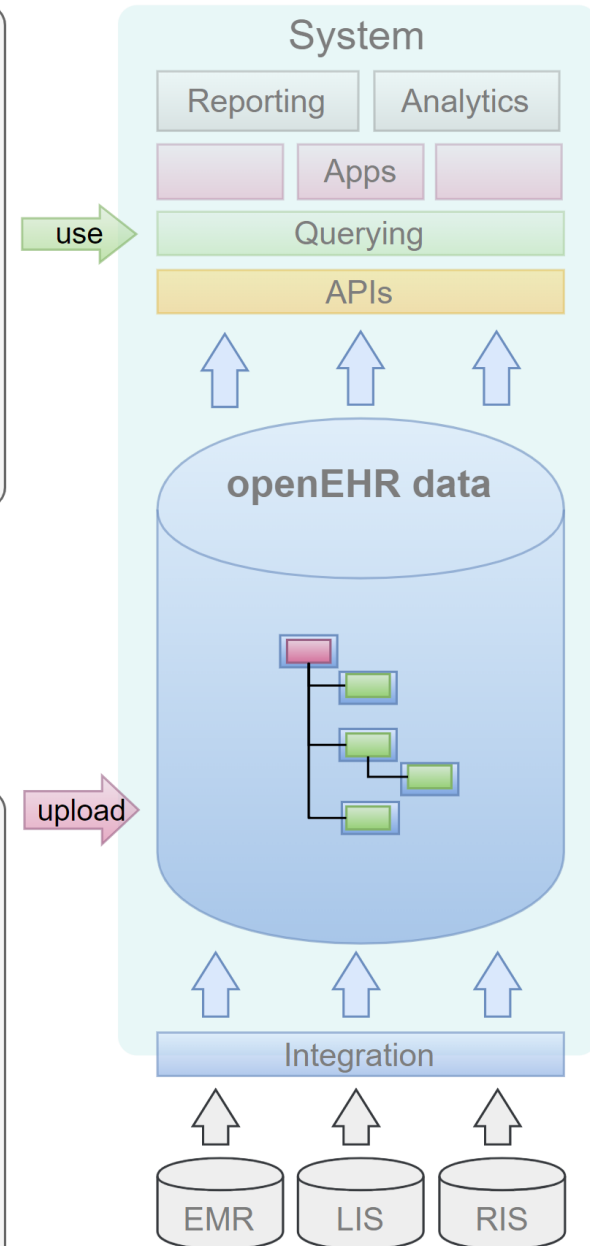 System
Reporting
Analytics
Apps
use
Querying
APIs
openEHR data
upload
Integration
EMR
LIS
RIS